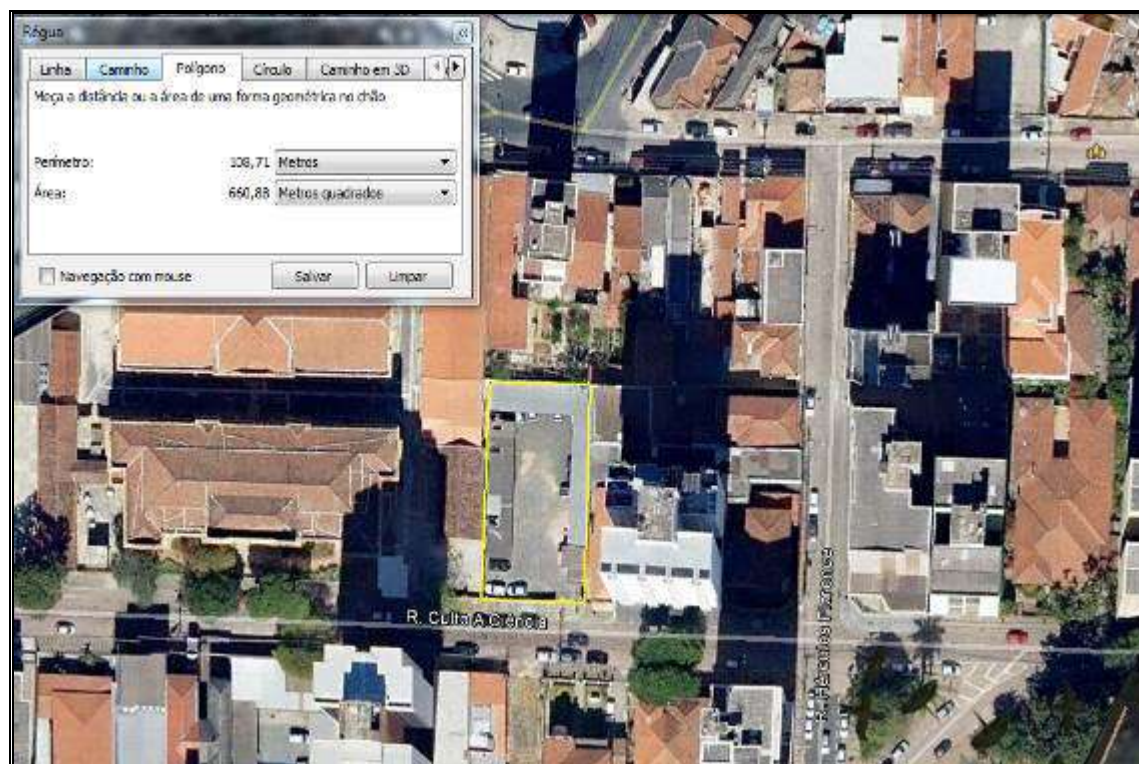 Régua
Linha Caminho Polígono Círculo Caminho em 3D
Meça a distância ou a área de uma forma geométrica no chão
Perímetro: 108,71 Metros
Área: 660,88 Metros quadrados
Navegação com mouse Salvar Limpar
R. Culto A Ciência
R. Hércules Florence